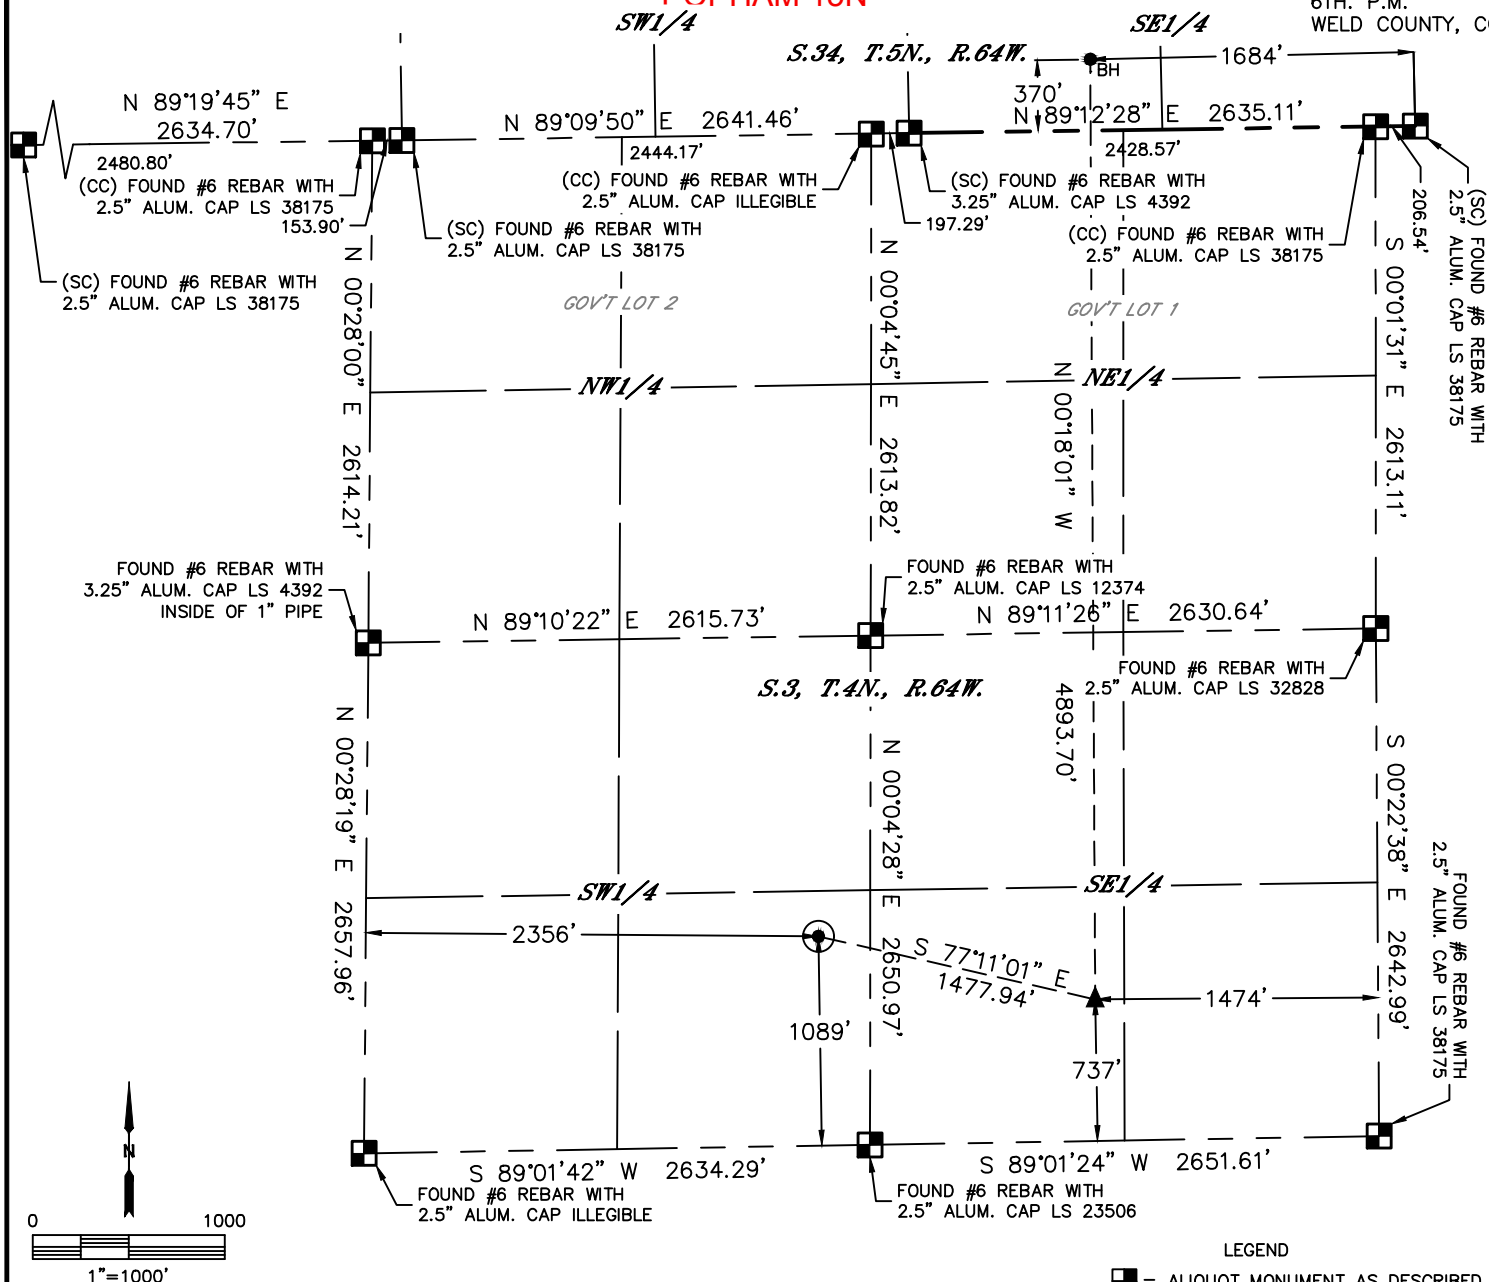 6TH. P.M.
WELD COUNTY, CO
SW1/4
SE1/4
S.34, T.5N., R.64W.
1684'
BH
370'
N 89°19'45" E
2634.70'
2480.80'
N 89°09'50" E 2641.46'
2444.17'
N 89°12'28" E 2635.11'
2428.57'
(CC) FOUND #6 REBAR WITH
2.5" ALUM. CAP LS 38175
153.90'
(SC) FOUND #6 REBAR WITH
2.5" ALUM. CAP LS 38175
(CC) FOUND #6 REBAR WITH
2.5" ALUM. CAP ILLEGIBLE
(SC) FOUND #6 REBAR WITH
3.25" ALUM. CAP LS 4392
197.29'
(CC) FOUND #6 REBAR WITH
2.5" ALUM. CAP LS 38175
206.54'
(SC) FOUND #6 REBAR WITH
2.5" ALUM. CAP LS 38175
(SC) FOUND #6 REBAR WITH
2.5" ALUM. CAP LS 38175
GOV'T LOT 2
GOV'T LOT 1
N 00°28'00" E 2614.21'
N 00°04'45" E 2613.82'
N 00°18'01" W
4893.70'
S 00°01'31" E 2613.11'
NW1/4
NE1/4
FOUND #6 REBAR WITH
3.25" ALUM. CAP LS 4392
INSIDE OF 1" PIPE
N 89°10'22" E 2615.73'
FOUND #6 REBAR WITH
2.5" ALUM. CAP LS 12374
N 89°11'26" E 2630.64'
FOUND #6 REBAR WITH
2.5" ALUM. CAP LS 32828
S.3, T.4N., R.64W.
N 00°28'19" E 2657.96'
N 00°04'28" E 2650.97'
S 00°22'38" E 2642.99'
FOUND #6 REBAR WITH
2.5" ALUM. CAP LS 38175
SW1/4
SE1/4
2356'
S 77°11'01" E
1477.94'
1474'
1089'
737'
S 89°01'42" W 2634.29'
S 89°01'24" W 2651.61'
FOUND #6 REBAR WITH
2.5" ALUM. CAP ILLEGIBLE
FOUND #6 REBAR WITH
2.5" ALUM. CAP LS 23506
N
0 1000
1"=1000'
LEGEND
= ALIQUOT MONUMENT AS DESCRIBED